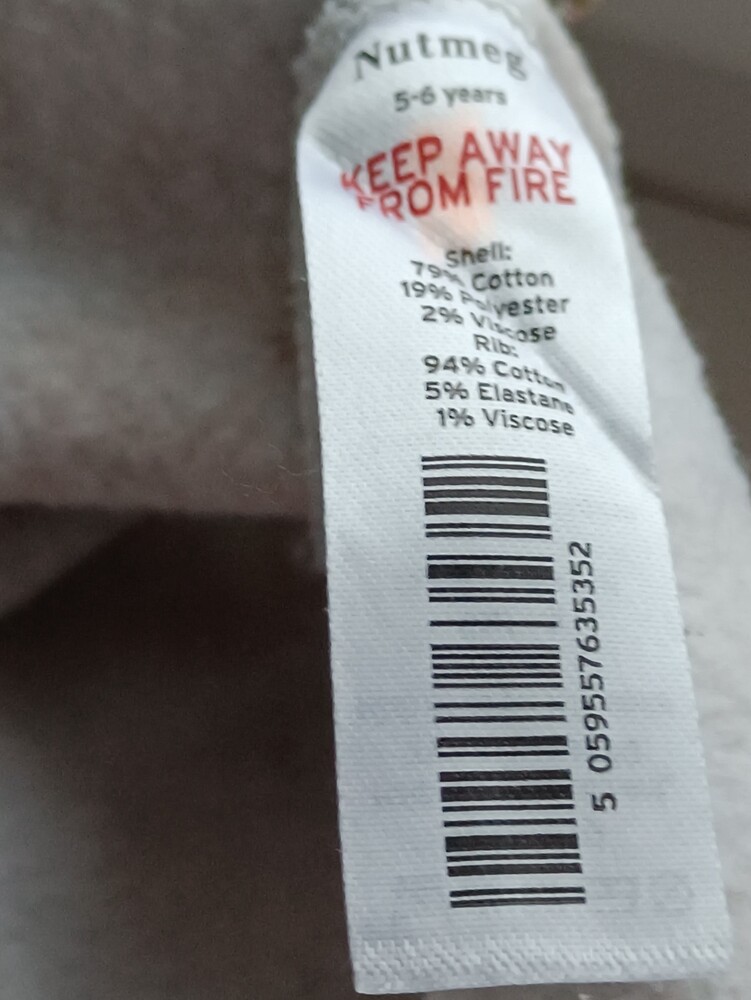 Nutmeg
5-6 years
KEEP AWAY
FROM FIRE
Shell:
79% Cotton
19% Polyester
2% Viscose
Rib:
94% Cotton
5% Elastane
1% Viscose
5 059557635352